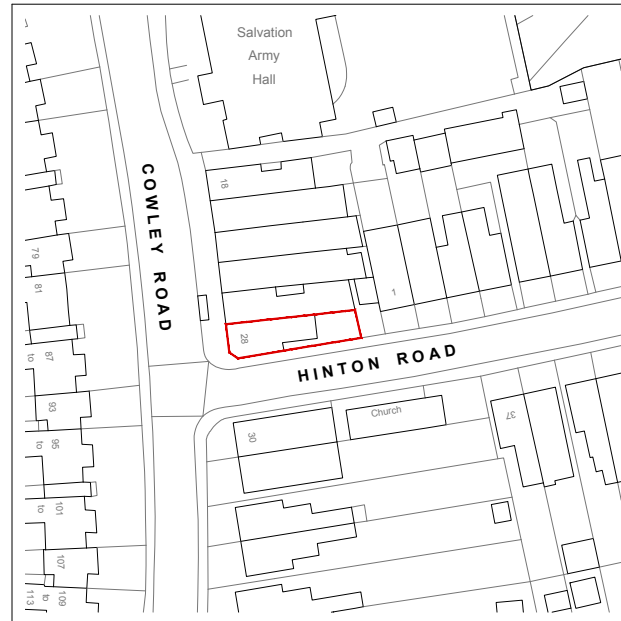 Salvation
Army
Hall
18
COWLEY ROAD
79
81
to
87
93
95
to
101
to
107
109
to
113
1
28
HINTON ROAD
30
Church
37